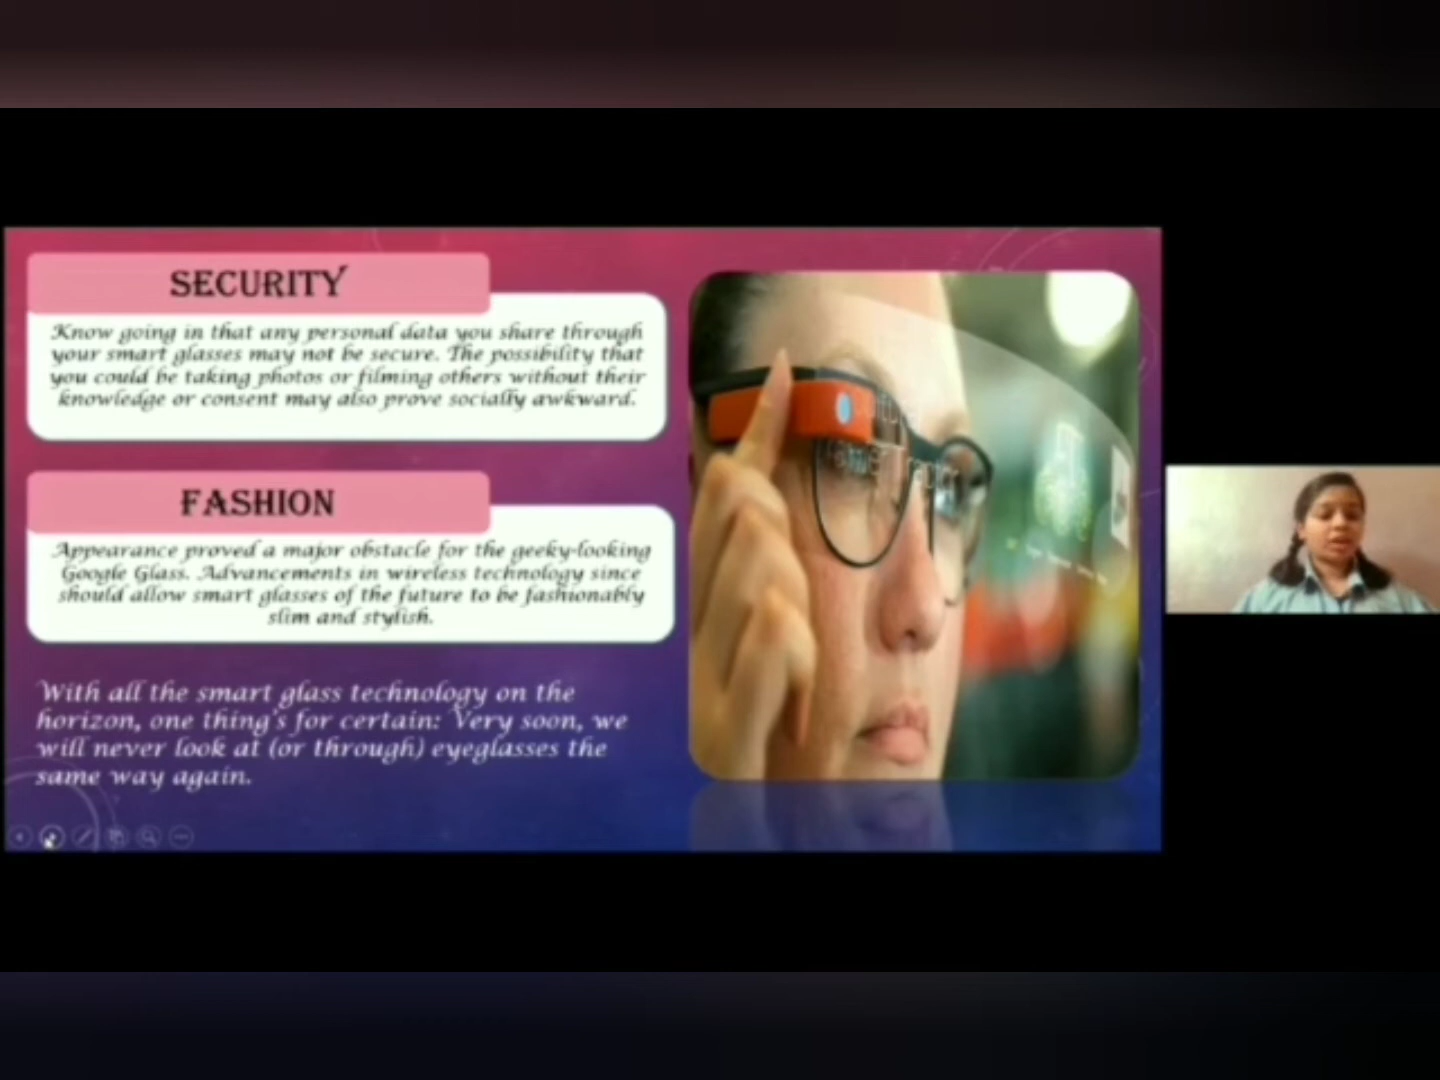 SECURITY
Know going in that any personal data you share through
your smart glasses may not be secure. The possibility that
you could be taking photos or filming others without their
knowledge or consent may also prove socially awkward.
FASHION
Appearance proved a major obstacle for the geeky-looking
Google Glass. Advancements in wireless technology since
should allow smart glasses of the future to be fashionably
slim and stylish.
With all the smart glass technology on the
horizon, one thing's for certain: Very soon, we
will never look at (or through) eyeglasses the
same way again.